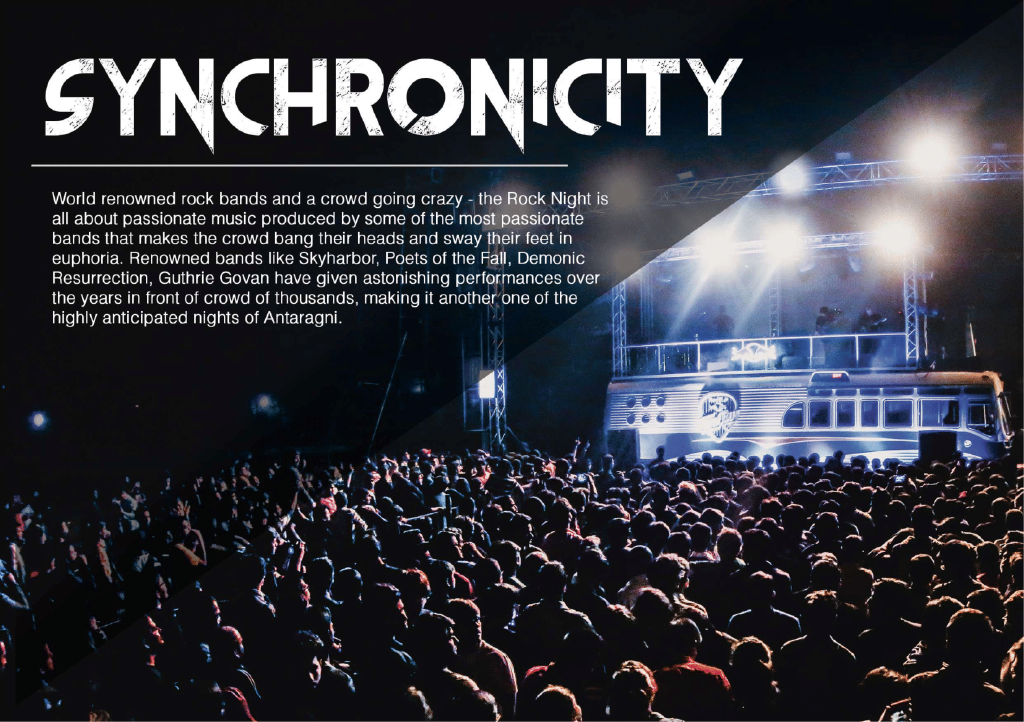 SYNCHRONICITY
World renowned rock bands and a crowd going crazy - the Rock Night is
all about passionate music produced by some of the most passionate
bands that makes the crowd bang their heads and sway their feet in
euphoria. Renowned bands like Skyharbor, Poets of the Fall, Demonic
Resurrection, Guthrie Govan have given astonishing performances over
the years in front of crowd of thousands, making it another one of the
highly anticipated nights of Antaragni.